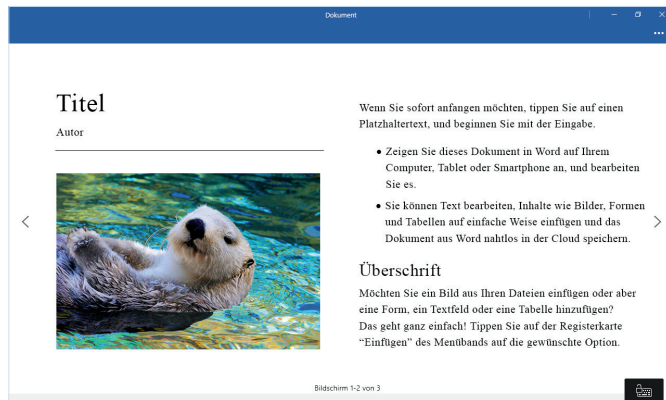 Dokument
Titel
Autor
Wenn Sie sofort anfangen möchten, tippen Sie auf einen
Platzhaltertext, und beginnen Sie mit der Eingabe.
● Zeigen Sie dieses Dokument in Word auf Ihrem
Computer, Tablet oder Smartphone an, und bearbeiten
Sie es.
● Sie können Text bearbeiten, Inhalte wie Bilder, Formen
und Tabellen auf einfache Weise einfügen und das
Dokument aus Word nahtlos in der Cloud speichern.
Überschrift
Möchten Sie ein Bild aus Ihren Dateien einfügen oder aber
eine Form, ein Textfeld oder eine Tabelle hinzufügen?
Das geht ganz einfach! Tippen Sie auf der Registerkarte
“Einfügen” des Menübands auf die gewünschte Option.
Bildschirm 1-2 von 3